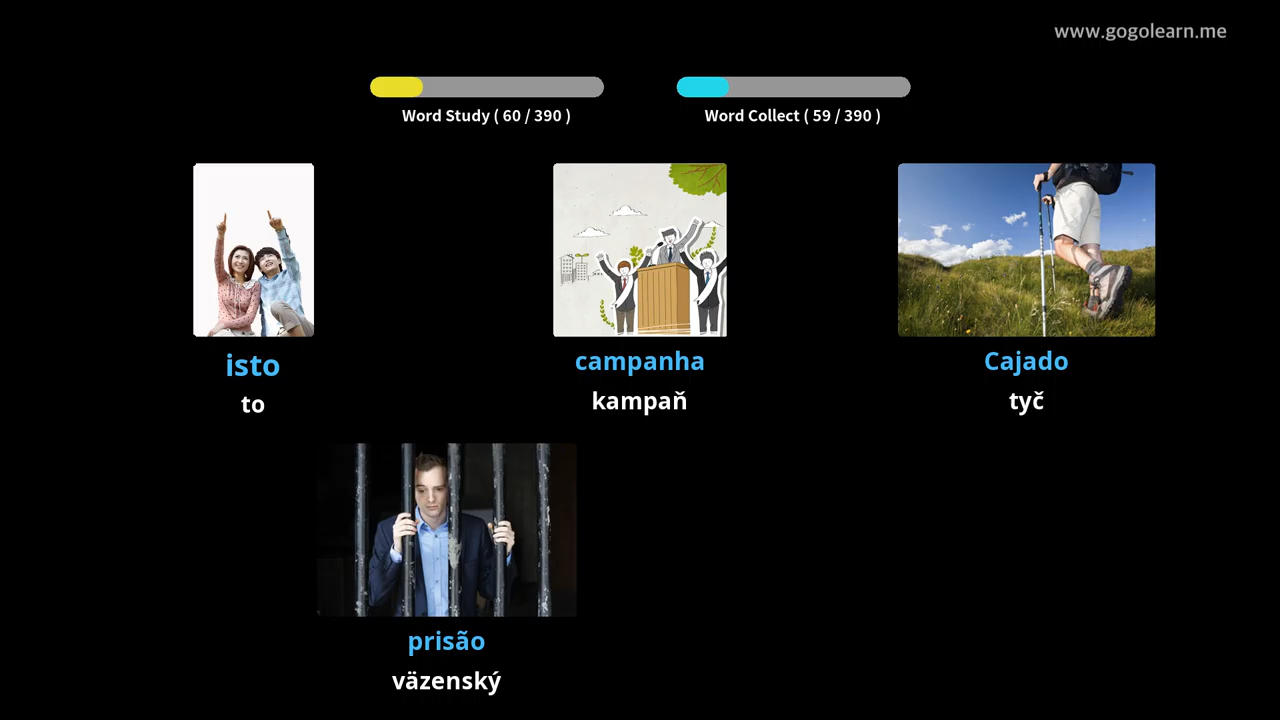 www.gogolearn.me
Word Study ( 60 / 390 )
Word Collect ( 59 / 390 )
isto
to
campanha
kampaň
Cajado
tyč
prisão
väzenský